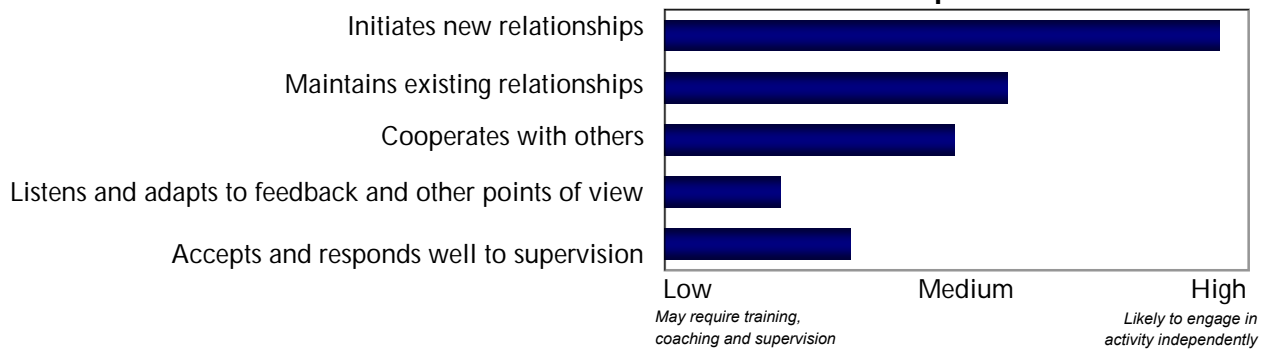 Initiates new relationships
Maintains existing relationships
Cooperates with others
Listens and adapts to feedback and other points of view
Accepts and responds well to supervision
Low Medium High
May require training, Likely to engage in
coaching and supervision activity independently